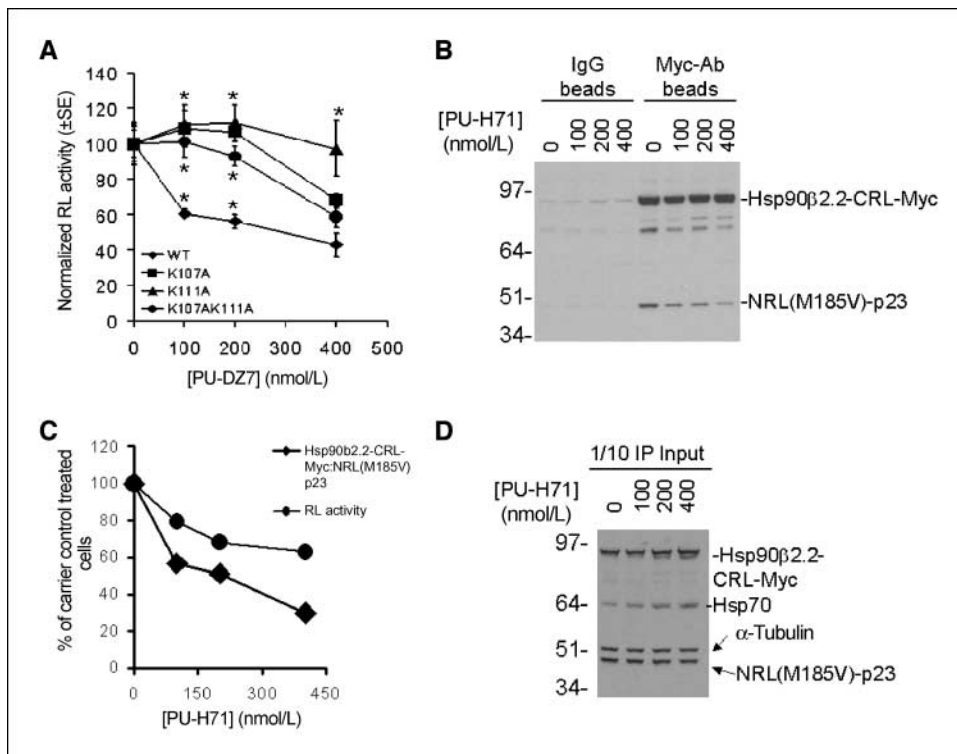 A
Normalized RL activity (±SE)
140
120
100
80
60
40
20
0
* * *
* *
* *
WT
K107A
K111A
K107AK111A
0 100 200 300 400 500
[PU-DZ7] (nmol/L)
B
IgG beads
Myc-Ab beads
[PU-H71] (nmol/L)
0 100 200 400 0 100 200 400
97-
64-
51-
34-
-Hsp90β2.2-CRL-Myc
-NRL(M185V)-p23
C
% of carrier control treated cells
120
100
80
60
40
20
0
Hsp90b2.2-CRL-
Myc:NRL(M185V)
p23
RL activity
0 150 300 450
[PU-H71] (nmol/L)
D
1/10 IP Input
[PU-H71] (nmol/L)
0 100 200 400
97-
64-
51-
34-
-Hsp90β2.2-
CRL-Myc
-Hsp70
α-Tubulin
NRL(M185V)-p23